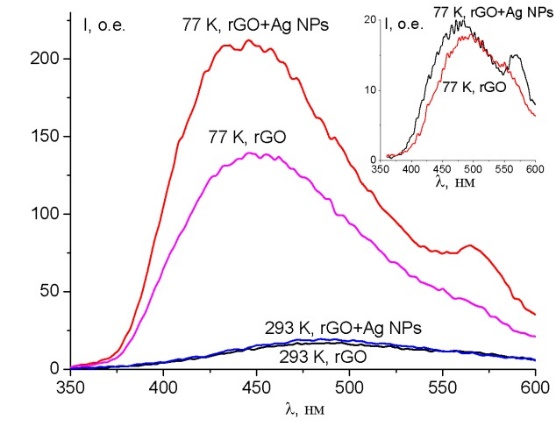 I, o.e.
77 K, rGO+Ag NPs
77 K, rGO
293 K, rGO+Ag NPs
293 K, rGO
200
150
100
50
0
350 400 450 500 550 600
λ, нм
I, o.e.
77 K, rGO+Ag NPs
77 K, rGO
20
10
0
350 400 450 500 550 600
λ, нм